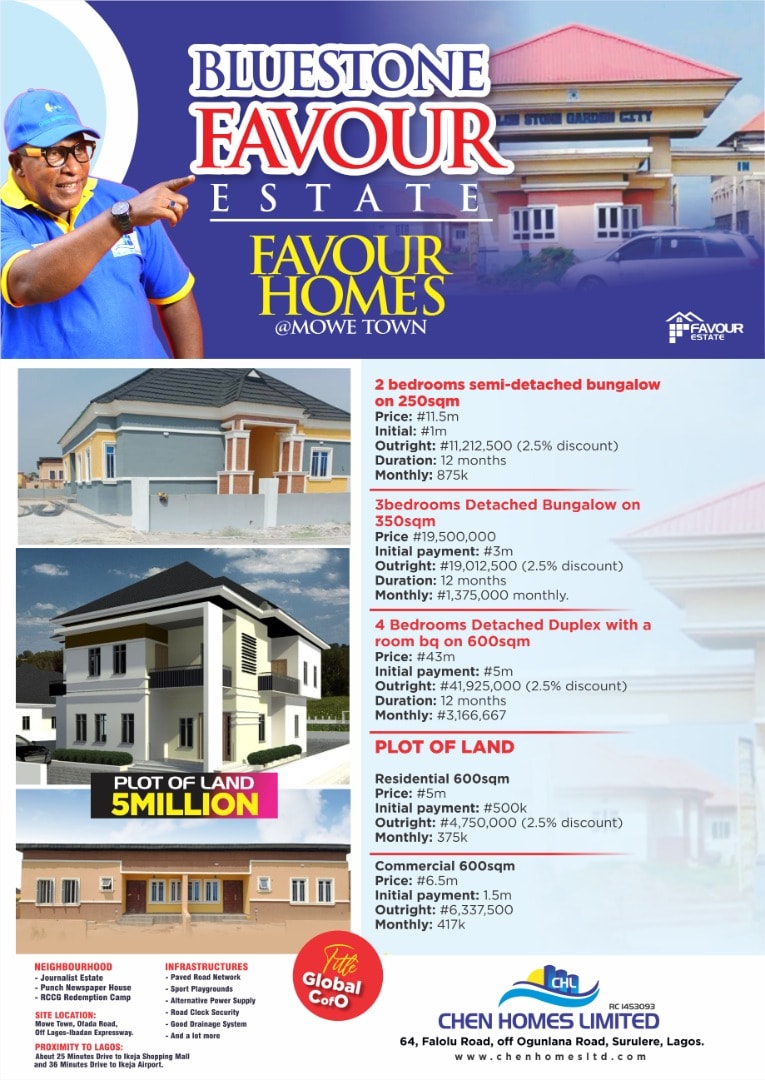 BLUESTONE
FAVOUR
ESTATE
FAVOUR
HOMES
@MOWE TOWN
STONE GARDEN CITY
IN
FAVOUR
ESTATE
2 bedrooms semi-detached bungalow
on 250sqm
Price: #11.5m
Initial: #1m
Outright: #11,212,500 (2.5% discount)
Duration: 12 months
Monthly: 875k
3bedrooms Detached Bungalow on
350sqm
Price #19,500,000
Initial payment: #3m
Outright: #19,012,500 (2.5% discount)
Duration: 12 months
Monthly: #1,375,000 monthly.
4 Bedrooms Detached Duplex with a
room bq on 600sqm
Price: #43m
Initial payment: #5m
Outright: #41,925,000 (2.5% discount)
Duration: 12 months
Monthly: #3,166,667
PLOT OF LAND
Residential 600sqm
Price: #5m
Initial payment: #500k
Outright: #4,750,000 (2.5% discount)
Monthly: 375k
Commercial 600sqm
Price: #6.5m
Initial payment: 1.5m
Outright: #6,337,500
Monthly: 417k
PLOT OF LAND
5MILLION
NEIGHBOURHOOD
- Journalist Estate
- Punch Newspaper House
- RCCG Redemption Camp
SITE LOCATION:
Mowe Town, Ofada Road,
Off Lagos-Ibadan Expressway.
PROXIMITY TO LAGOS:
About 25 Minutes Drive to Ikeja Shopping Mall
and 36 Minutes Drive to Ikeja Airport.
INFRASTRUCTURES
- Paved Road Network
- Sport Playgrounds
- Alternative Power Supply
- Road Clock Security
- Good Drainage System
- And a lot more
Title
Global
CofO
CHL
RC 1453093
CHEN HOMES LIMITED
64, Falolu Road, off Ogunlana Road, Surulere, Lagos.
www.chenhomesltd.com